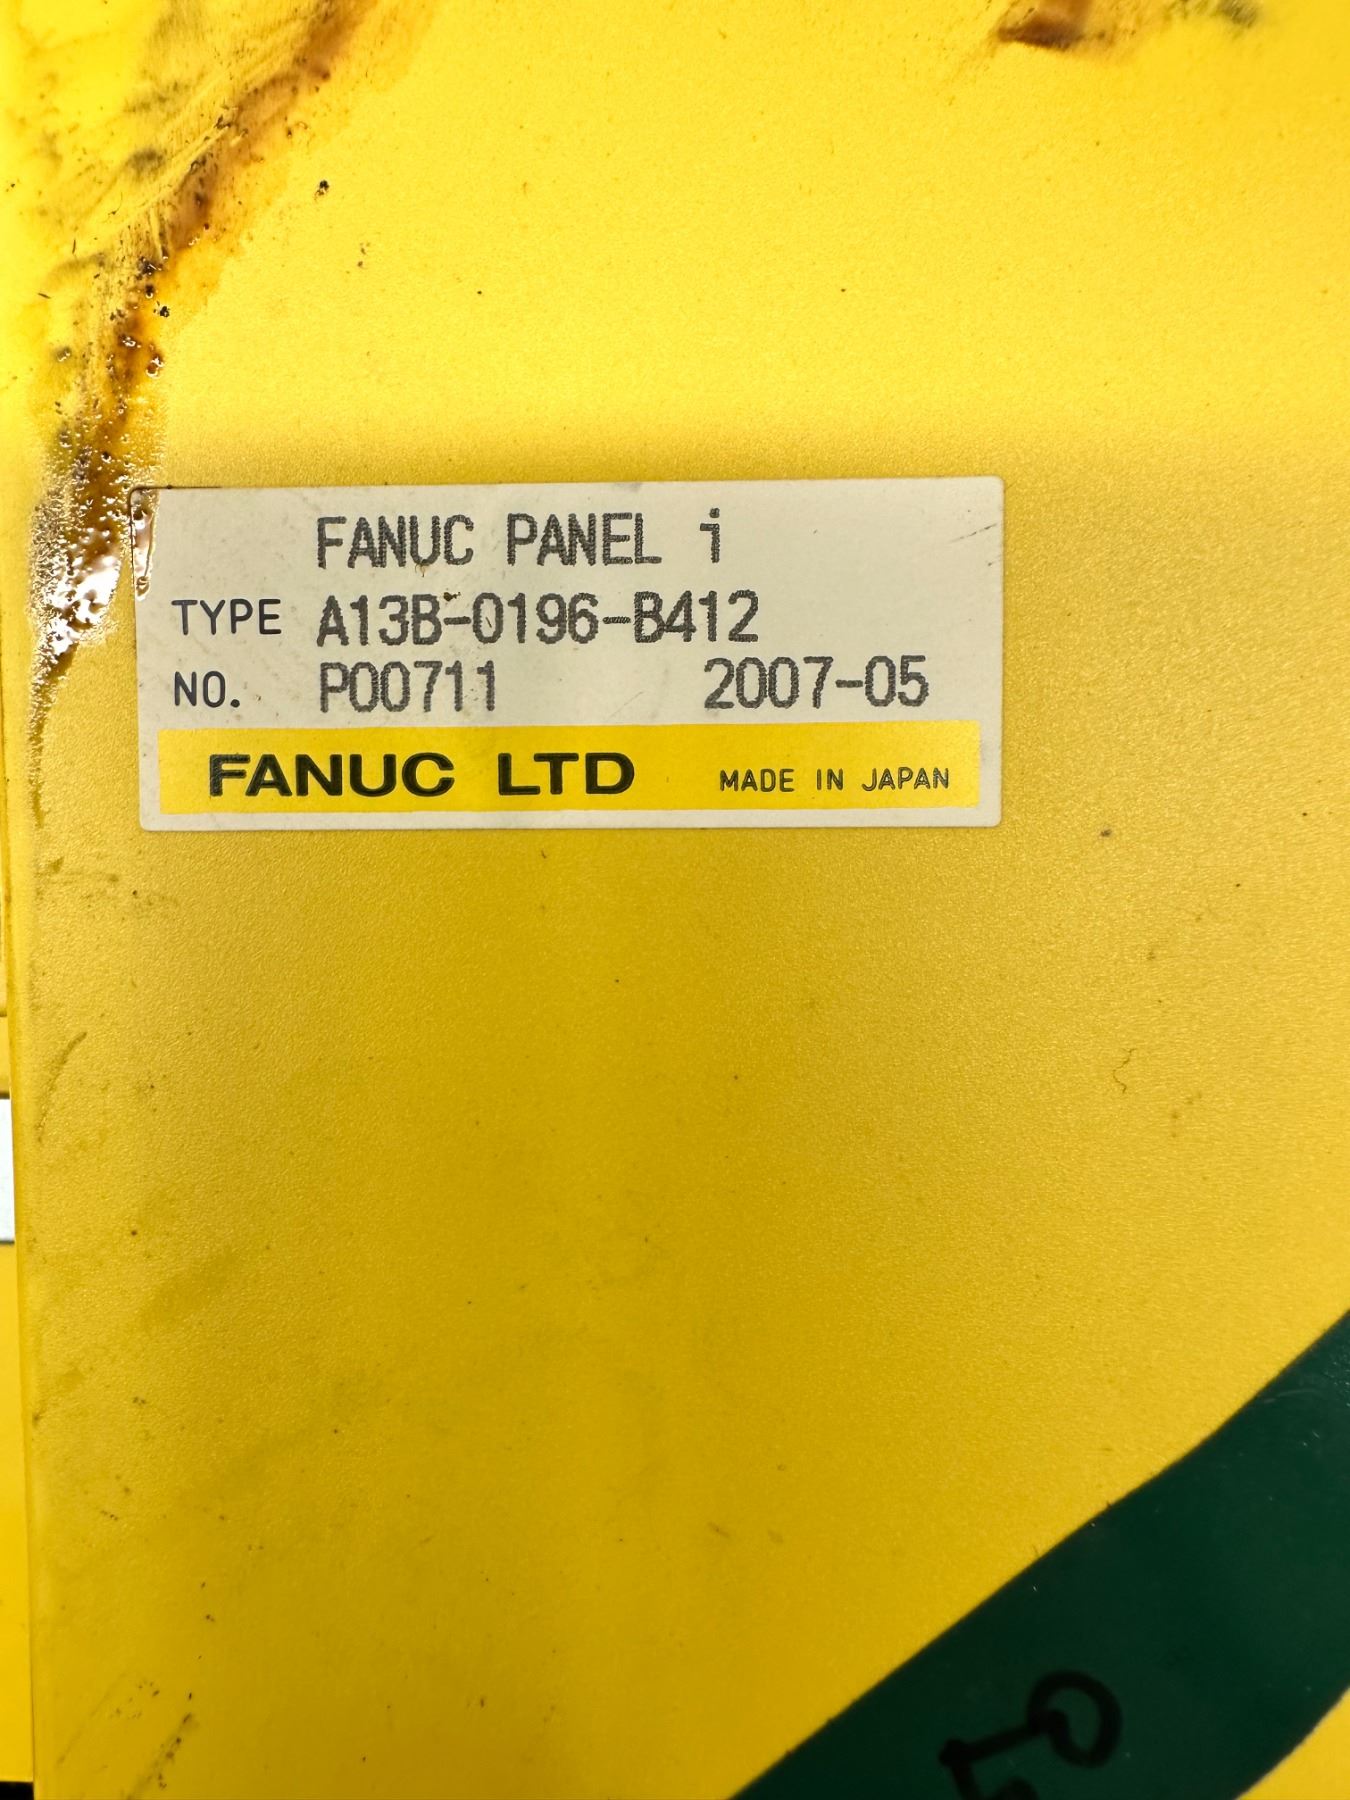 FANUC PANEL i
TYPE A13B-0196-B412
NO. P00711 2007-05
FANUC LTD MADE IN JAPAN